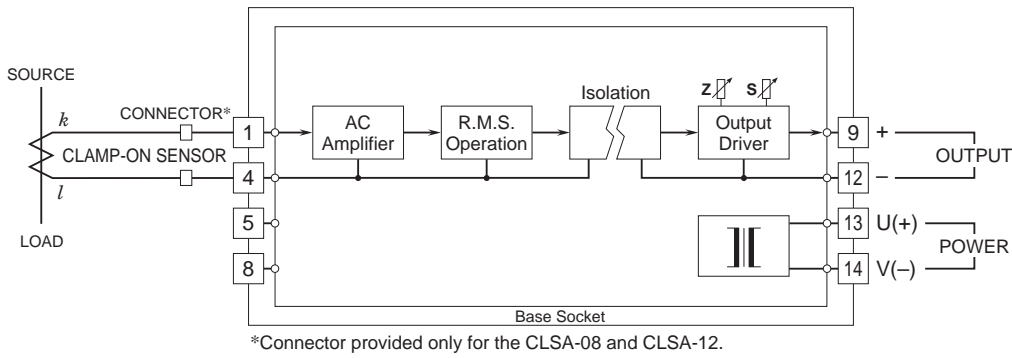 SOURCE
k
CONNECTOR*
CLAMP-ON SENSOR
l
LOAD
1
4
5
8
AC
Amplifier
R.M.S.
Operation
Isolation
Z
S
Output
Driver
9
+
12
–
OUTPUT
13
U(+)
14
V(–)
POWER
Base Socket
*Connector provided only for the CLSA-08 and CLSA-12.